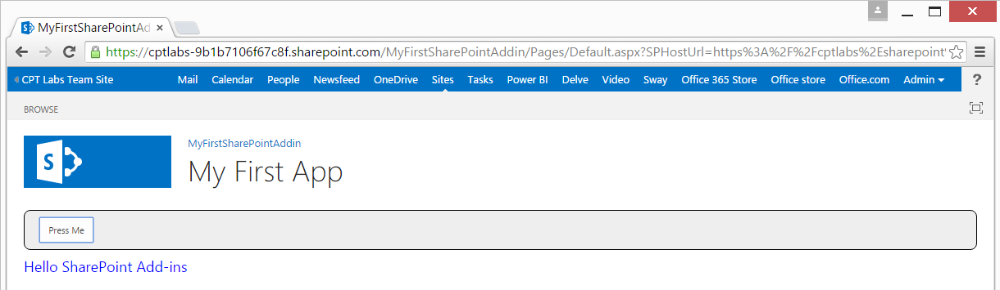 MyFirstSharePointAd
https://cptlabs-9b1b7106f67c8f.sharepoint.com/MyFirstSharePointAddin/Pages/Default.aspx?SPHostUrl=https%3A%2F%2Fcptlabs%2Esharepoint
CPT Labs Team Site Mail Calendar People Newsfeed OneDrive Sites Tasks Power BI Delve Video Sway Office 365 Store Office store Office.com Admin ?
BROWSE
S
MyFirstSharePointAddin
My First App
Press Me
Hello SharePoint Add-ins